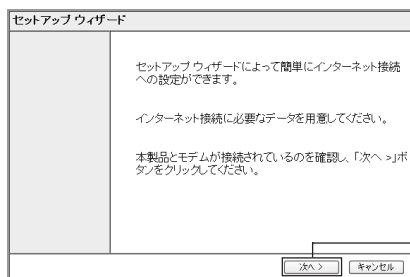 セットアップ ウィザード
セットアップ ウィザードによって簡単にインターネット接続
への設定ができます。
インターネット接続に必要なデータを用意してください。
本製品とモデムが接続されているのを確認し、「次へ >」ボ
タンをクリックしてください。
次へ >
キャンセル